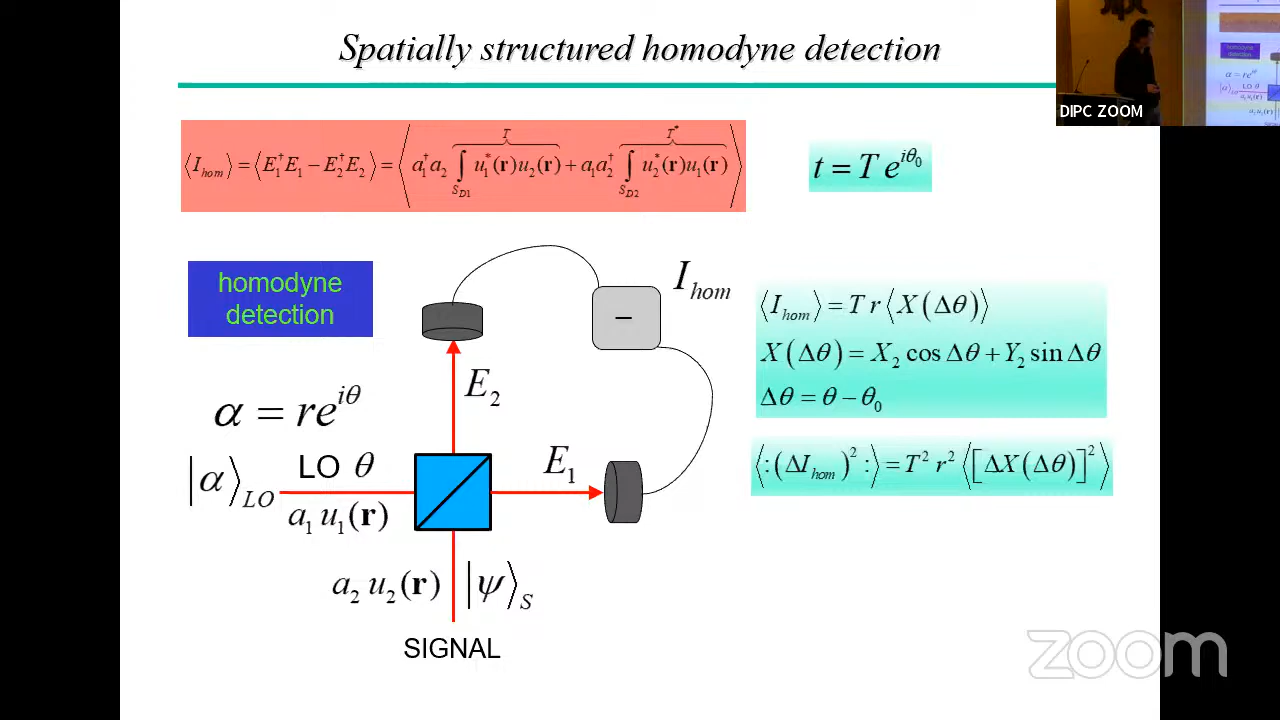 Spatially structured homodyne detection
⟨I_hom⟩ = ⟨E₁†E₁ − E₂†E₂⟩ = ⟨a₁†a₂ ∫_{S_D1} u₁*(r)u₂(r) [T] + a₁a₂† ∫_{S_D2} u₂*(r)u₁(r) [T*]⟩
t = T e^{iθ₀}
DIPC ZOOM
homodyne
detection
I_hom
−
⟨I_hom⟩ = T r ⟨X(Δθ)⟩
X(Δθ) = X₂ cos Δθ + Y₂ sin Δθ
Δθ = θ − θ₀
E₂
α = re^{iθ}
⟨:(ΔI_hom)²:⟩ = T² r² ⟨[ΔX(Δθ)]²⟩
|α⟩_LO
LO θ
E₁
a₁ u₁(r)
a₂ u₂(r)
|ψ⟩_S
SIGNAL
zoom